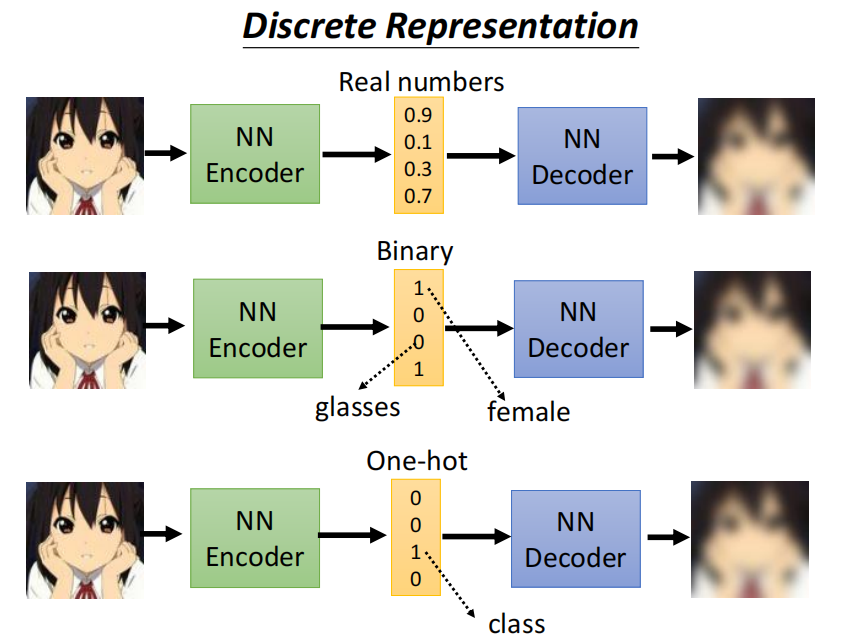 Discrete Representation
Real numbers
NN
Encoder
0.9
0.1
0.3
0.7
NN
Decoder
Binary
NN
Encoder
1
0
0
1
NN
Decoder
glasses
female
One-hot
NN
Encoder
0
0
1
0
NN
Decoder
class